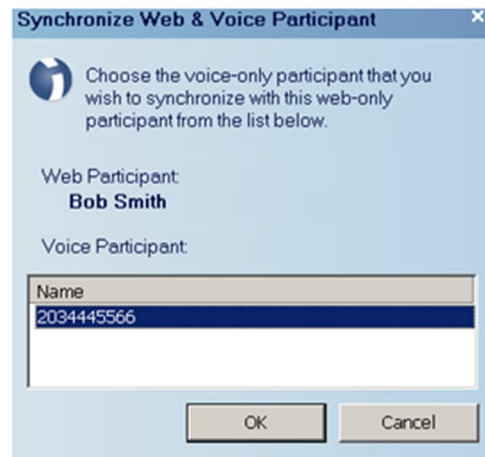 Synchronize Web & Voice Participant
Choose the voice-only participant that you
wish to synchronize with this web-only
participant from the list below.
Web Participant:
Bob Smith
Voice Participant:
Name
2034445566
OK Cancel